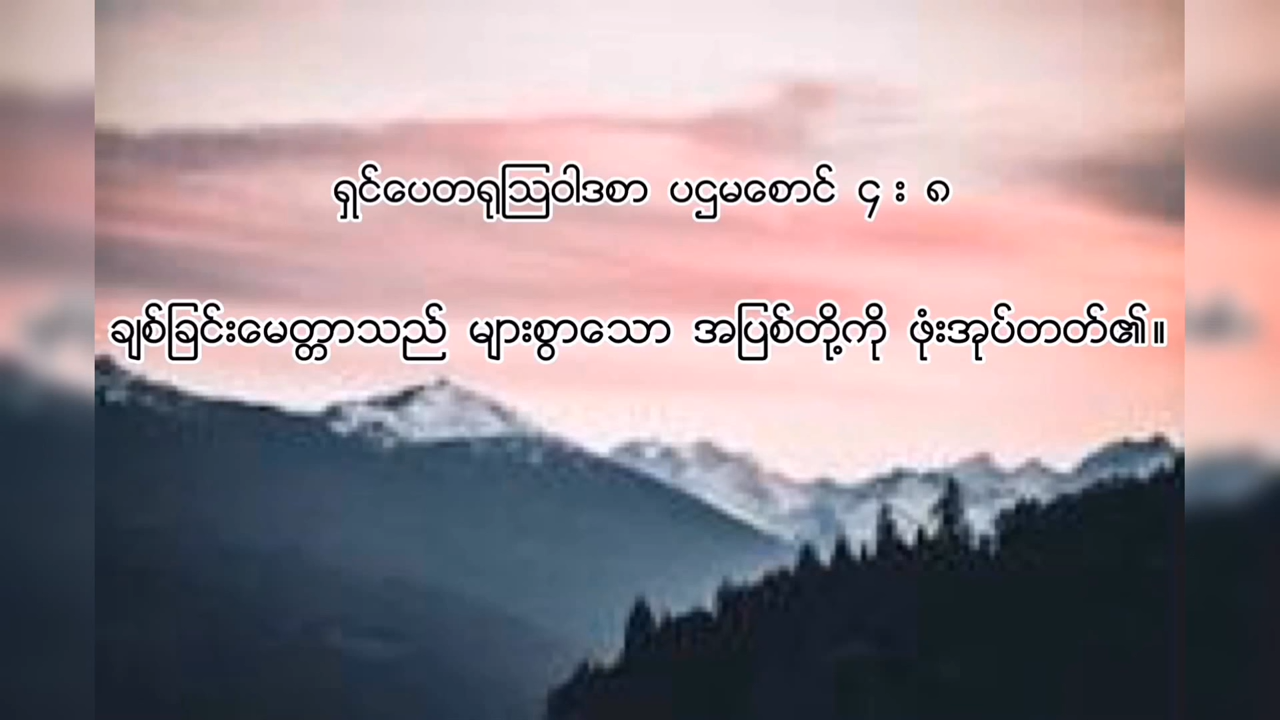 ရှင်ပေတရုသြဝါဒစာ ပဌမစောင် ၄ : ၈
ချစ်ခြင်းမေတ္တာသည် များစွာသော အပြစ်တို့ကို ဖုံးအုပ်တတ်၏။